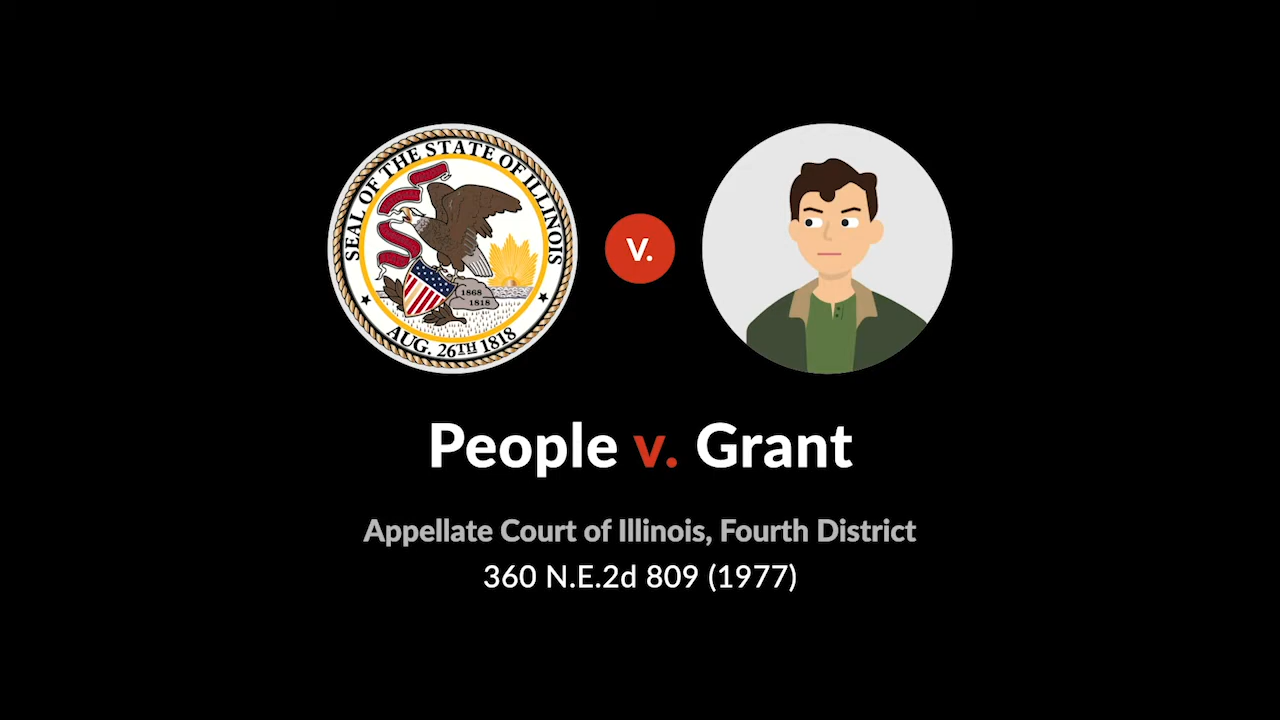 SEAL OF THE STATE OF ILLINOIS
1868
1818
AUG. 26TH 1818
V.
People v. Grant
Appellate Court of Illinois, Fourth District
360 N.E.2d 809 (1977)